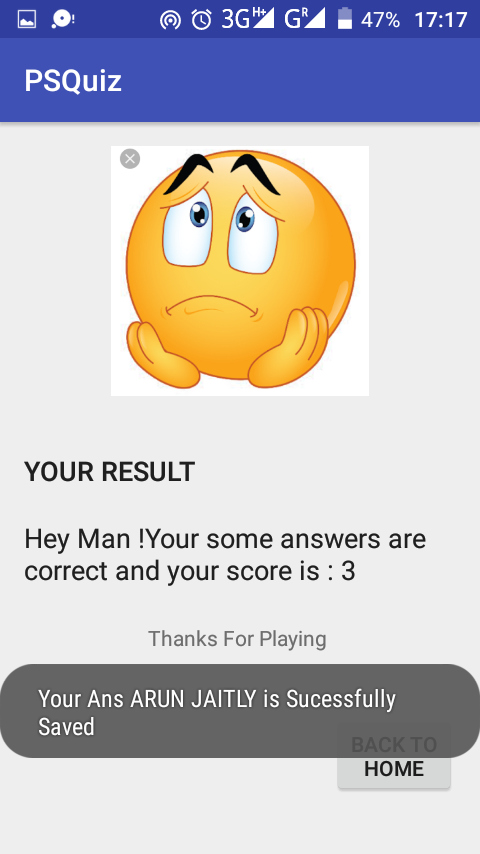 3G H+ G R 47% 17:17
PSQuiz
YOUR RESULT
Hey Man !Your some answers are
correct and your score is : 3
Thanks For Playing
Your Ans ARUN JAITLY is Sucessfully
Saved
BACK TO
HOME